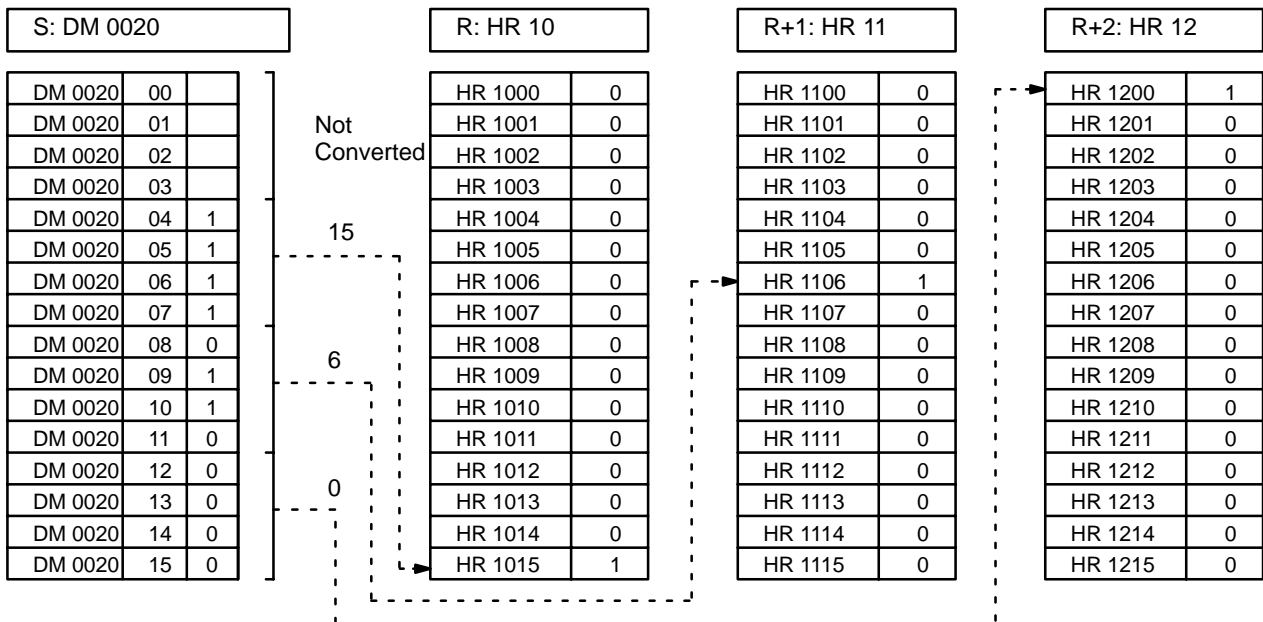 S: DM 0020 R: HR 10 R+1: HR 11 R+2: HR 12
DM 0020 00 HR 1000 0 HR 1100 0 HR 1200 1
DM 0020 01 Not HR 1001 0 HR 1101 0 HR 1201 0
DM 0020 02 Converted HR 1002 0 HR 1102 0 HR 1202 0
DM 0020 03 HR 1003 0 HR 1103 0 HR 1203 0
DM 0020 04 1 15 HR 1004 0 HR 1104 0 HR 1204 0
DM 0020 05 1 HR 1005 0 HR 1105 0 HR 1205 0
DM 0020 06 1 HR 1006 0 HR 1106 1 HR 1206 0
DM 0020 07 1 HR 1007 0 HR 1107 0 HR 1207 0
DM 0020 08 0 6 HR 1008 0 HR 1108 0 HR 1208 0
DM 0020 09 1 HR 1009 0 HR 1109 0 HR 1209 0
DM 0020 10 1 HR 1010 0 HR 1110 0 HR 1210 0
DM 0020 11 0 HR 1011 0 HR 1111 0 HR 1211 0
DM 0020 12 0 0 HR 1012 0 HR 1112 0 HR 1212 0
DM 0020 13 0 HR 1013 0 HR 1113 0 HR 1213 0
DM 0020 14 0 HR 1014 0 HR 1114 0 HR 1214 0
DM 0020 15 0 HR 1015 1 HR 1115 0 HR 1215 0